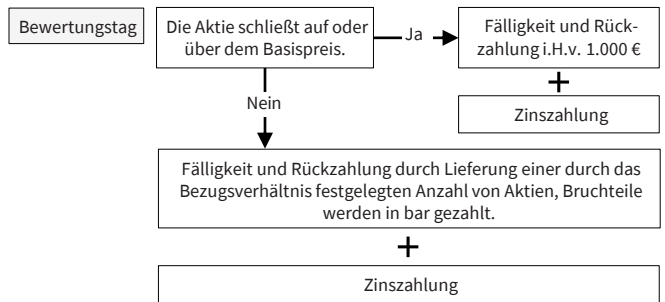 Bewertungstag
Die Aktie schließt auf oder
über dem Basispreis.
Ja
Fälligkeit und Rück-
zahlung i.H.v. 1.000 €
+
Zinszahlung
Nein
Fälligkeit und Rückzahlung durch Lieferung einer durch das
Bezugsverhältnis festgelegten Anzahl von Aktien, Bruchteile
werden in bar gezahlt.
+
Zinszahlung